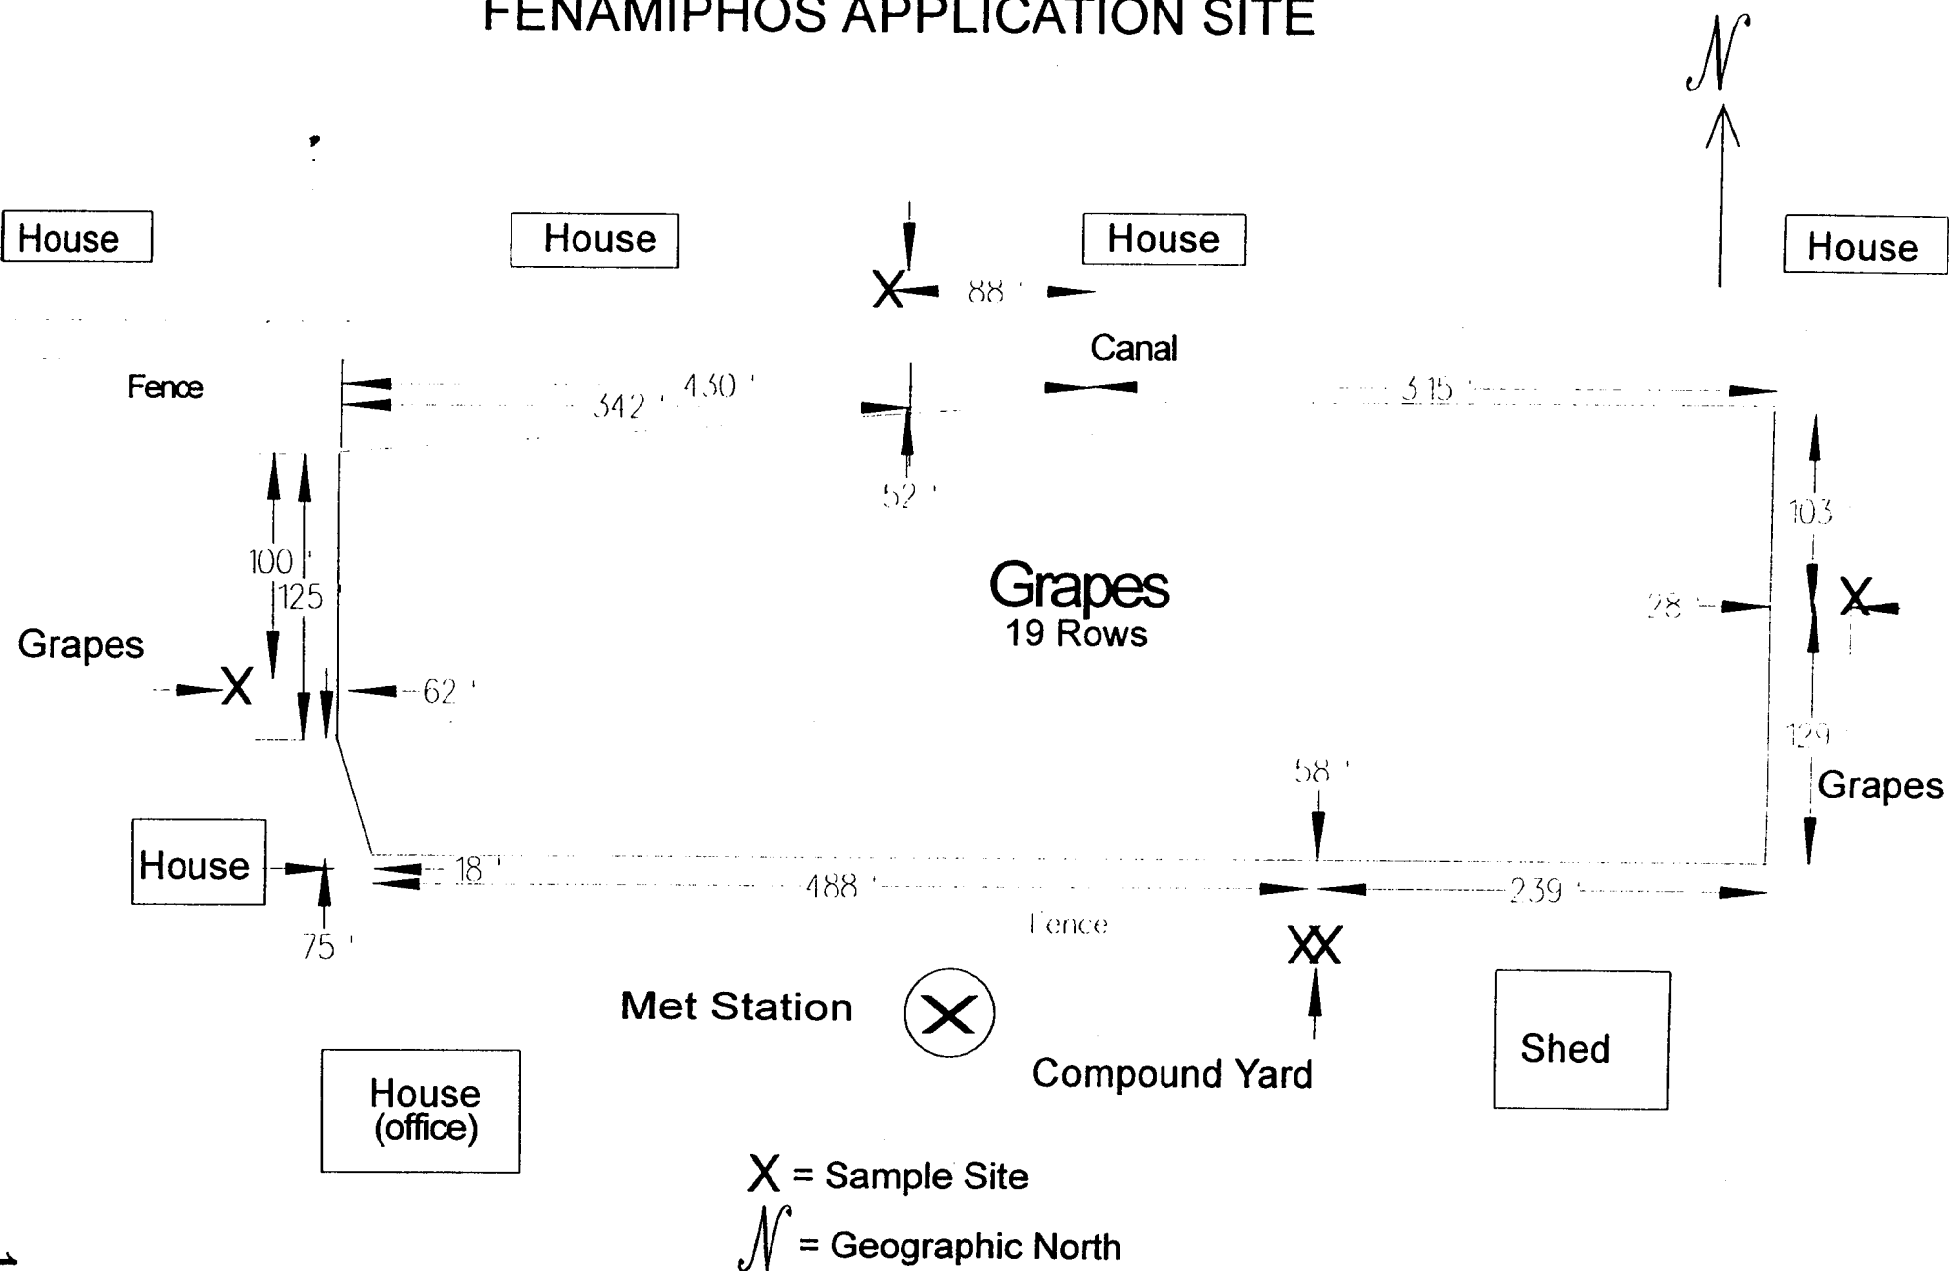 FENAMIPHOS APPLICATION SITE
N
House
House
House
House
88 '
Canal
Fence
430 '
342 '
315 '
52 '
103
100 '
125
Grapes
19 Rows
28 '
Grapes
62 '
129
58 '
Grapes
House
18 '
488 '
239 '
Fence
75 '
Met Station
Compound Yard
Shed
House
(office)
X = Sample Site
N = Geographic North
1